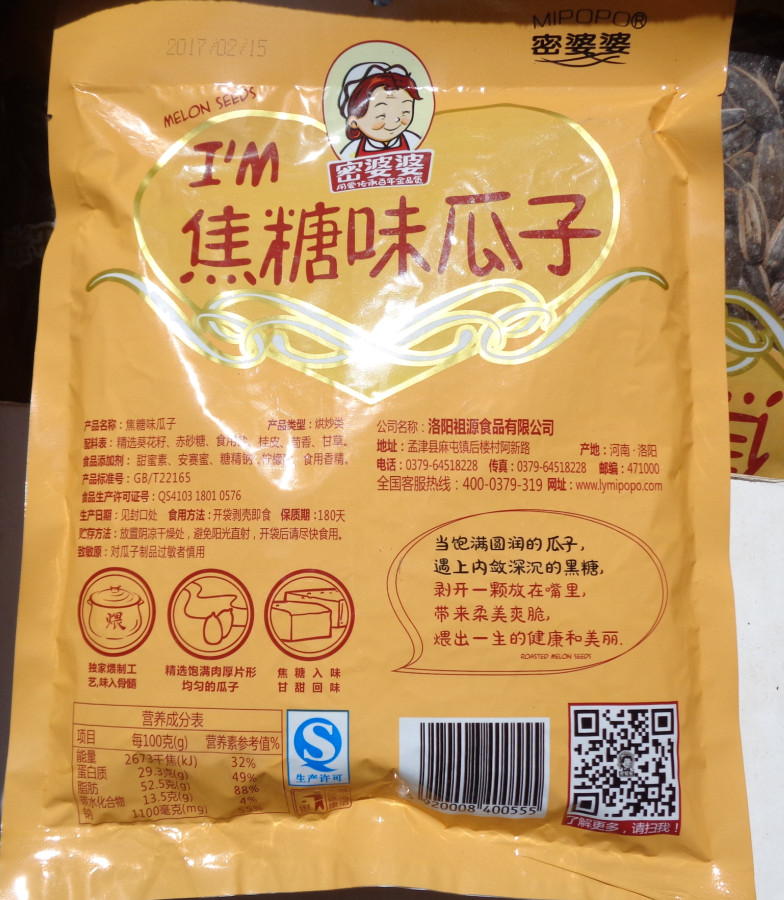 2017/02/15
MIPOPO®
密婆婆
MELON SEEDS
I'M
密婆婆
用爱传承百年金品质
焦糖味瓜子
产品名称：焦糖味瓜子 产品类型：烘炒类
配料表：精选葵花籽、赤砂糖、食用盐、桂皮、茴香、甘草。
食品添加剂：甜蜜素、安赛蜜、糖精钠、食用香精。
产品标准号：GB/T22165
食品生产许可证号：QS4103 1801 0576
生产日期：见封口处 食用方法：开袋剥壳即食 保质期：180天
贮存方法：放置阴凉干燥处，避免阳光直射，开袋后请尽快食用。
致敏原：对瓜子制品过敏者慎用
公司名称：洛阳祖源食品有限公司
地址：孟津县麻屯镇后楼村阿新路 产地：河南·洛阳
电话：0379-64518228 传真：0379-64518228 邮编：471000
全国客服热线：400-0379-319 网址：www.lymipopo.com
当饱满圆润的瓜子，
遇上内敛深沉的黑糖，
剥开一颗放在嘴里，
带来柔美爽脆，
煨出一生的健康和美丽.
ROASTED MELON SEEDS
煨
独家煨制工
艺,味入骨髓
精选饱满肉厚片形
均匀的瓜子
焦糖入味
甘甜回味
营养成分表
项目 每100克(g) 营养素参考值%
能量 2673千焦(kJ) 32%
蛋白质 29.3克(g) 49%
脂肪 52.5克(g) 88%
碳水化合物 13.5克(g) 4%
钠 1100毫克(mg) 55%
生产许可
920008 400555
了解更多，请扫我！